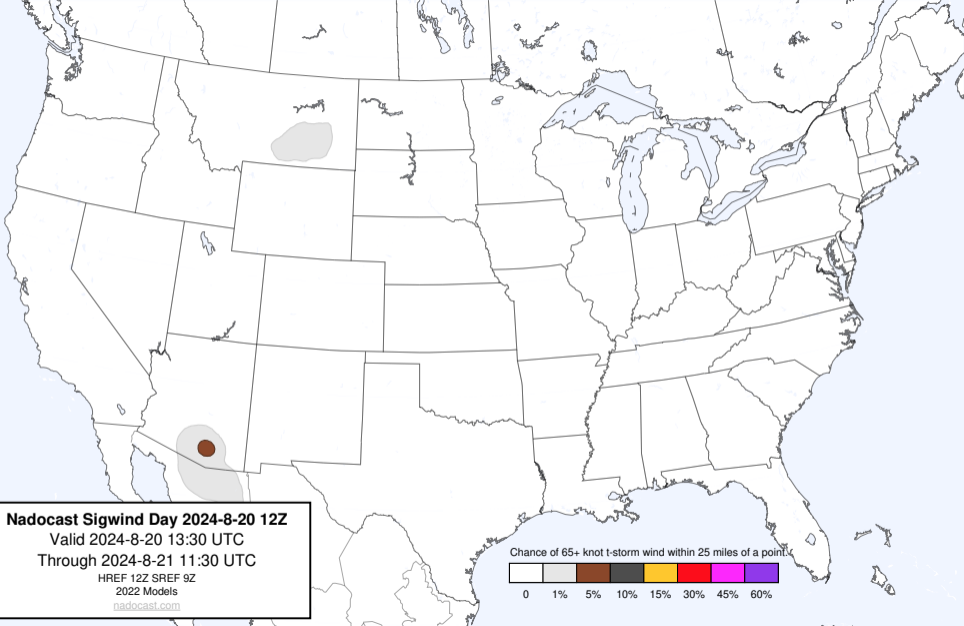 Nadocast Sigwind Day 2024-8-20 12Z
Valid 2024-8-20 13:30 UTC
Through 2024-8-21 11:30 UTC
HREF 12Z SREF 9Z
2022 Models
nadocast.com
Chance of 65+ knot t-storm wind within 25 miles of a point.
0 1% 5% 10% 15% 30% 45% 60%